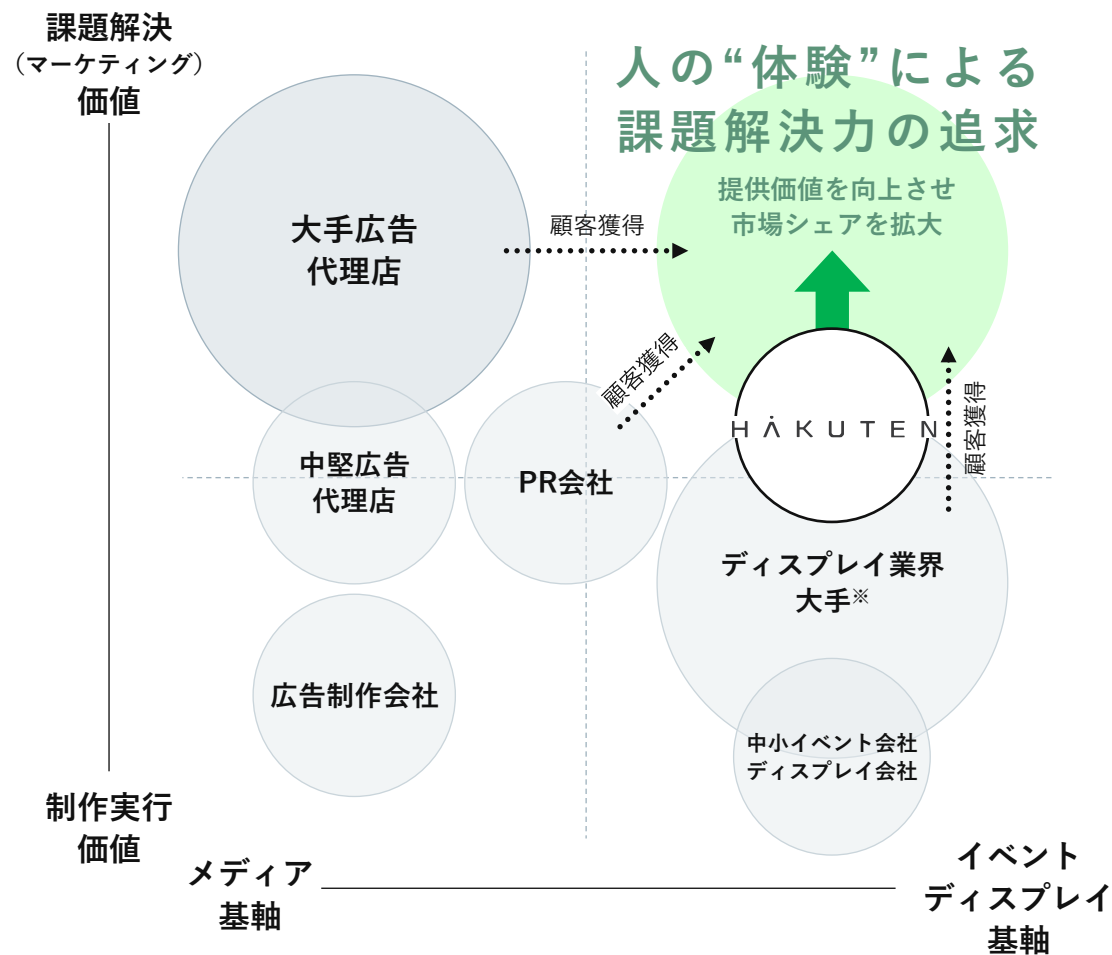 課題解決
(マーケティング)
価値
人の“体験”による
課題解決力の追求
提供価値を向上させ
市場シェアを拡大
大手広告
代理店
顧客獲得
顧客獲得
顧客獲得
HAKUTEN
中堅広告
代理店
PR会社
ディスプレイ業界
大手※
広告制作会社
中小イベント会社
ディスプレイ会社
制作実行
価値
メディア
基軸
イベント
ディスプレイ
基軸